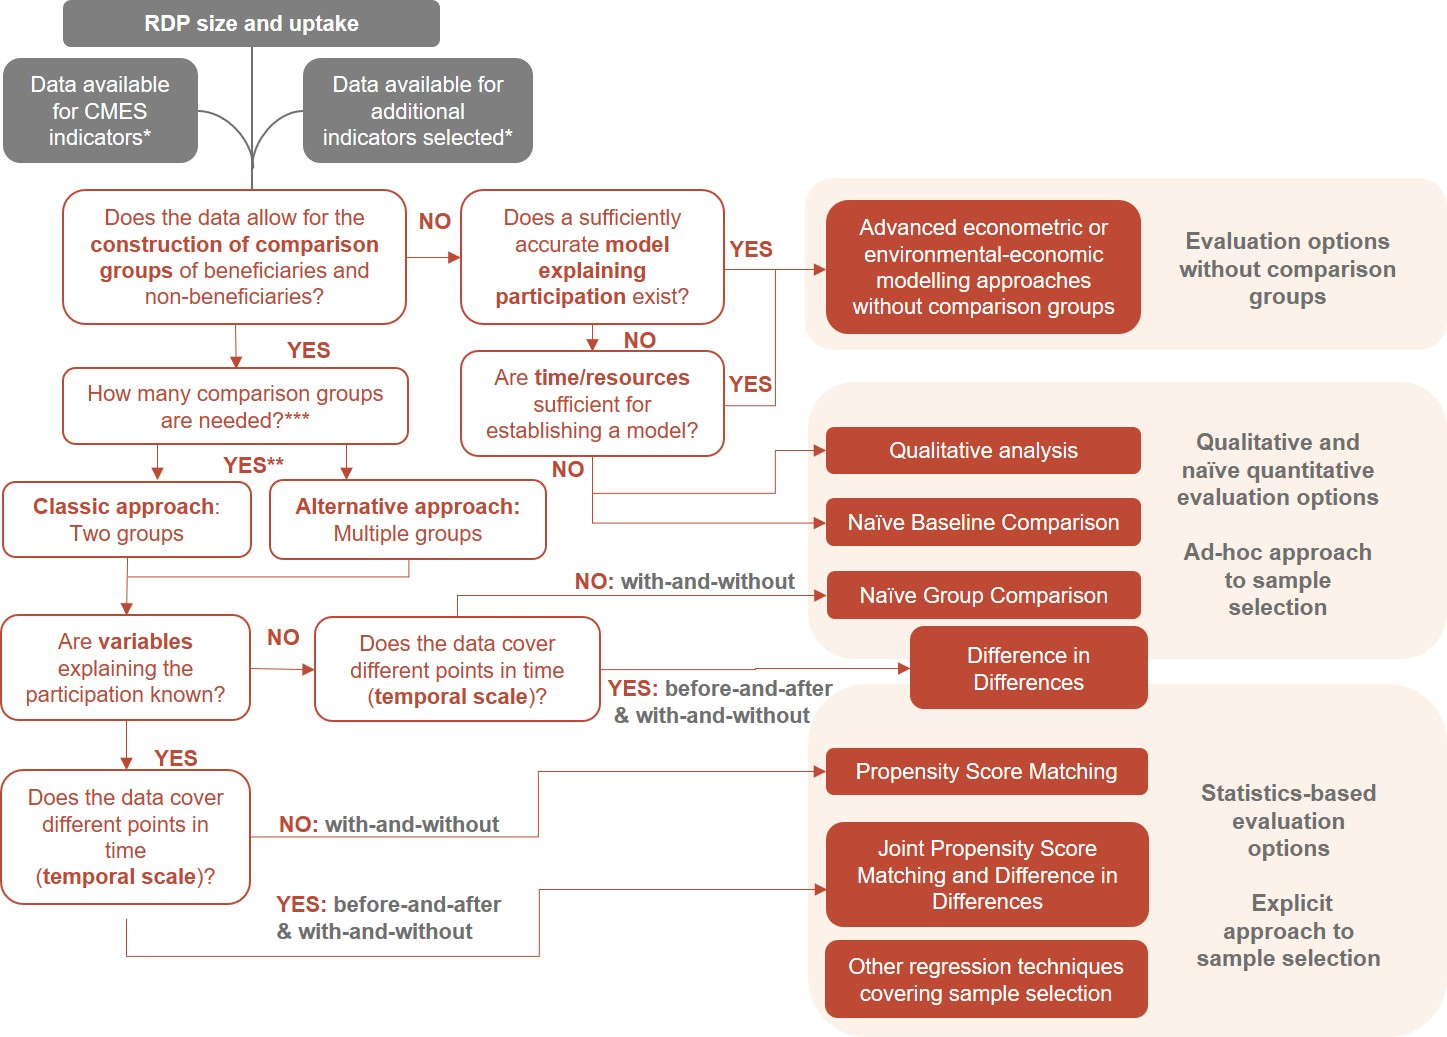 RDP size and uptake
Data available
for CMES
indicators*
Data available for
additional
indicators selected*
Does the data allow for the
construction of comparison
groups of beneficiaries and
non-beneficiaries?
NO
Does a sufficiently
accurate model
explaining
participation exist?
YES
Advanced econometric or
environmental-economic
modelling approaches
without comparison groups
Evaluation options
without comparison
groups
YES
NO
How many comparison groups
are needed?***
Are time/resources
sufficient for
establishing a model?
YES
YES**
NO
Classic approach:
Two groups
Alternative approach:
Multiple groups
Qualitative analysis
Naïve Baseline Comparison
Naïve Group Comparison
Qualitative and
naïve quantitative
evaluation options
Ad-hoc approach
to sample
selection
NO: with-and-without
Are variables
explaining the
participation known?
NO
Does the data cover
different points in time
(temporal scale)?
YES: before-and-after
& with-and-without
Difference in
Differences
YES
Does the data cover
different points in
time
(temporal scale)?
NO: with-and-without
YES: before-and-after
& with-and-without
Propensity Score Matching
Joint Propensity Score
Matching and Difference in
Differences
Other regression techniques
covering sample selection
Statistics-based
evaluation
options
Explicit
approach to
sample selection